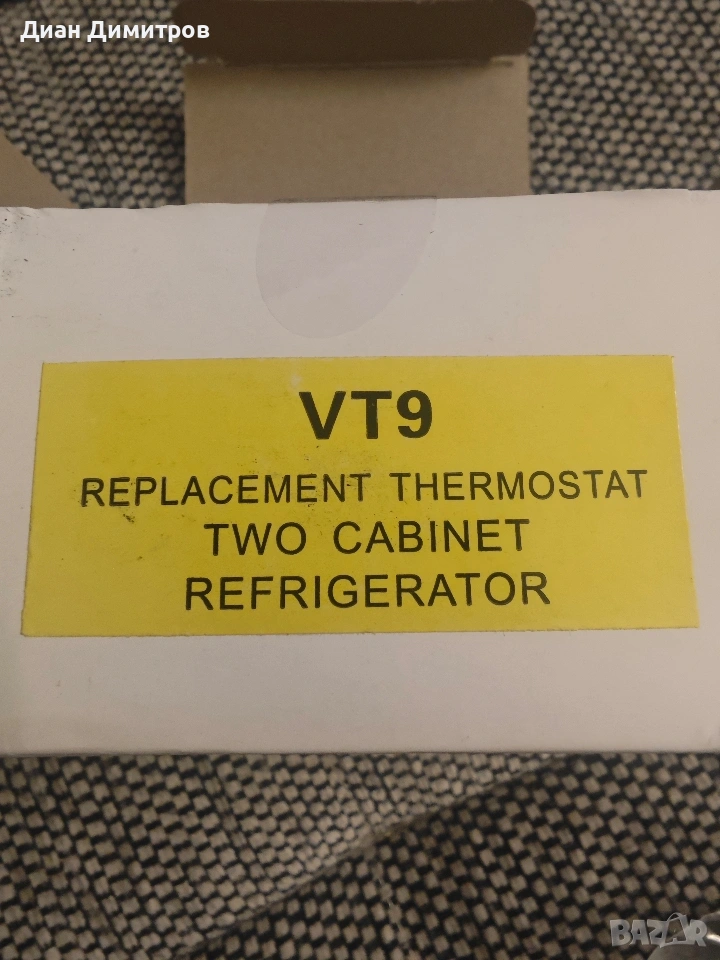 Диан Димитров
VT9
REPLACEMENT THERMOSTAT
TWO CABINET
REFRIGERATOR
BAZAR